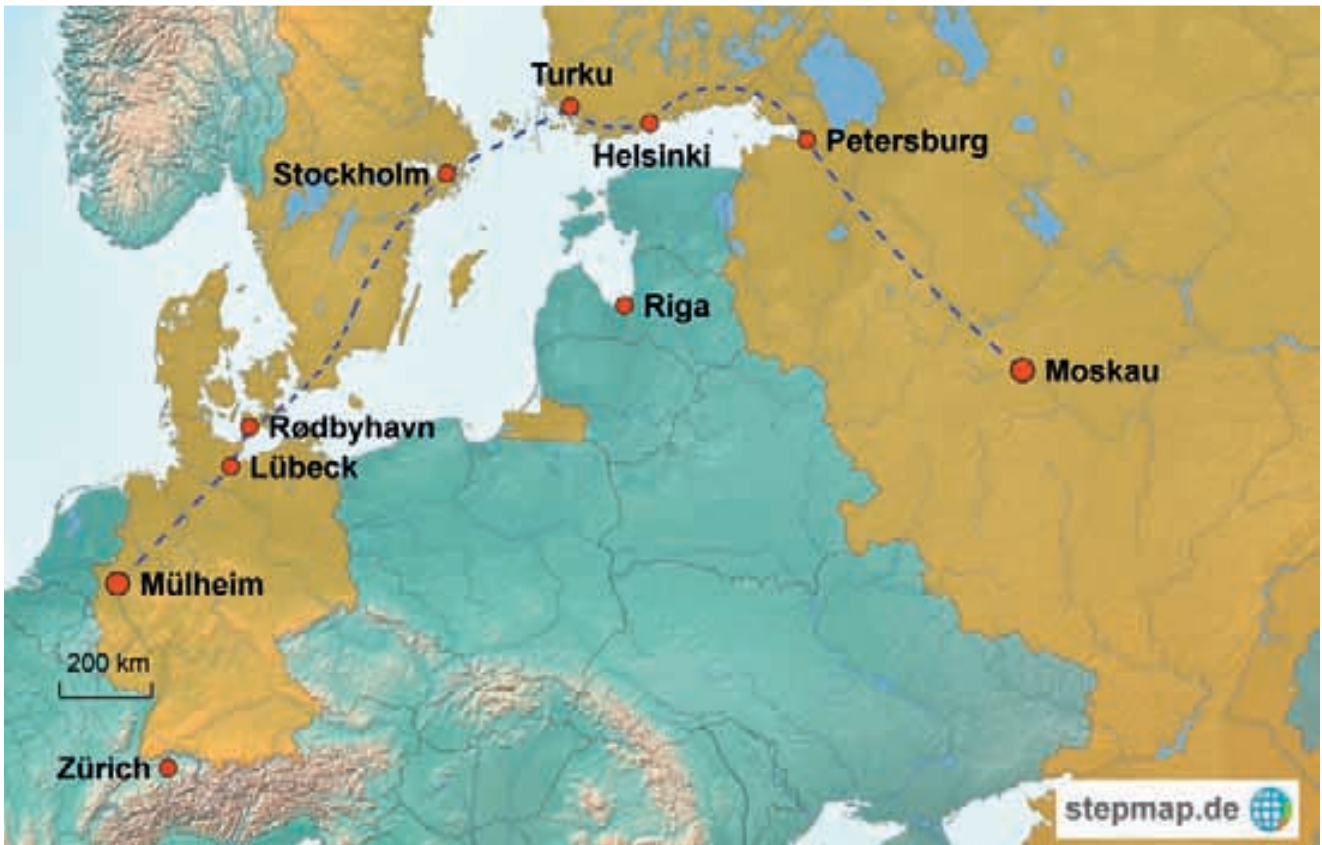 Turku
Helsinki
Petersburg
Stockholm
Riga
Moskau
Rødbyhavn
Lübeck
Mülheim
200 km
Zürich
stepmap.de